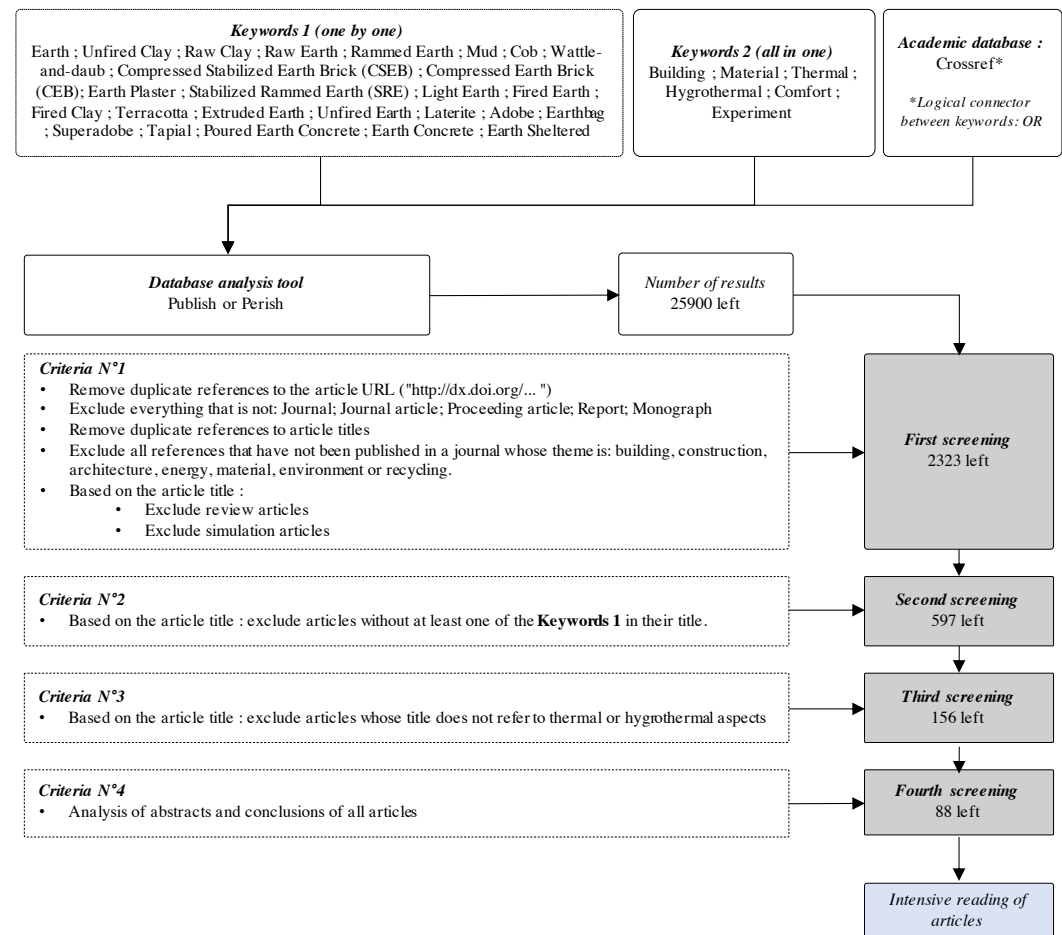 Keywords 1 (one by one)
Earth ; Unfired Clay ; Raw Clay ; Raw Earth ; Rammed Earth ; Mud ; Cob ; Wattle-
and-daub ; Compressed Stabilized Earth Brick (CSEB) ; Compressed Earth Brick
(CEB); Earth Plaster ; Stabilized Rammed Earth (SRE) ; Light Earth ; Fired Earth ;
Fired Clay ; Terracotta ; Extruded Earth ; Unfired Earth ; Laterite ; Adobe ; Earthbag
; Superadobe ; Tapial ; Poured Earth Concrete ; Earth Concrete ; Earth Sheltered
Keywords 2 (all in one)
Building ; Material ; Thermal ;
Hygrothermal ; Comfort ;
Experiment
Academic database :
Crossref*
*Logical connector
between keywords: OR
Database analysis tool
Publish or Perish
Number of results
25900 left
Criteria N°1
• Remove duplicate references to the article URL ("http://dx.doi.org/... ")
• Exclude everything that is not: Journal; Journal article; Proceeding article; Report; Monograph
• Remove duplicate references to article titles
• Exclude all references that have not been published in a journal whose theme is: building, construction,
architecture, energy, material, environment or recycling.
• Based on the article title :
• Exclude review articles
• Exclude simulation articles
First screening
2323 left
Criteria N°2
• Based on the article title : exclude articles without at least one of the Keywords 1 in their title.
Second screening
597 left
Criteria N°3
• Based on the article title : exclude articles whose title does not refer to thermal or hygrothermal aspects
Third screening
156 left
Criteria N°4
• Analysis of abstracts and conclusions of all articles
Fourth screening
88 left
Intensive reading of
articles